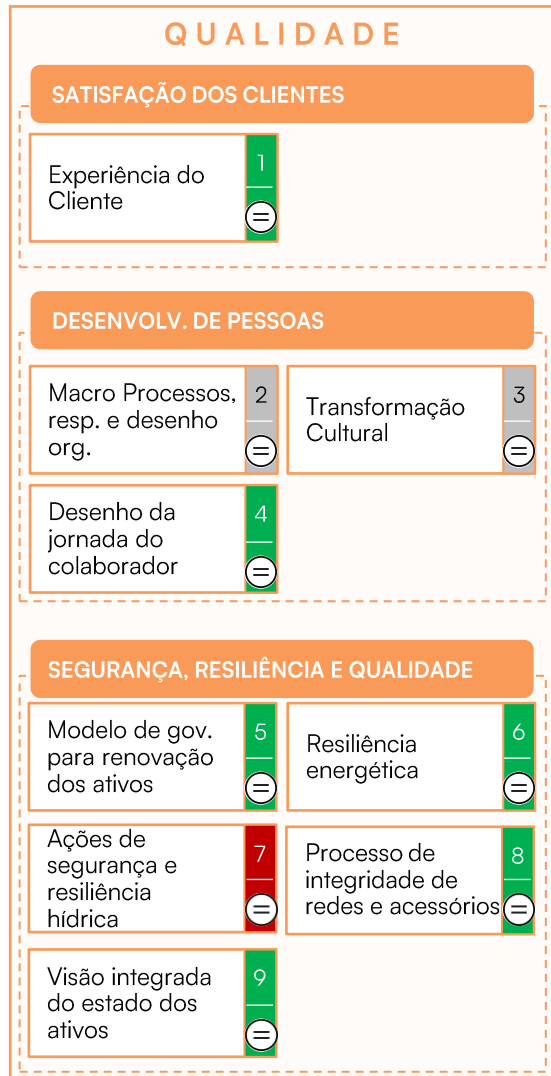 QUALIDADE
SATISFAÇÃO DOS CLIENTES
Experiência do
Cliente
1
=
DESENVOLV. DE PESSOAS
Macro Processos,
resp. e desenho
org.
2
=
Transformação
Cultural
3
=
Desenho da
jornada do
colaborador
4
=
SEGURANÇA, RESILIÊNCIA E QUALIDADE
Modelo de gov.
para renovação
dos ativos
5
=
Resiliência
energética
6
=
Ações de
segurança e
resiliência
hídrica
7
=
Processo de
integridade de
redes e acessórios
8
=
Visão integrada
do estado dos
ativos
9
=